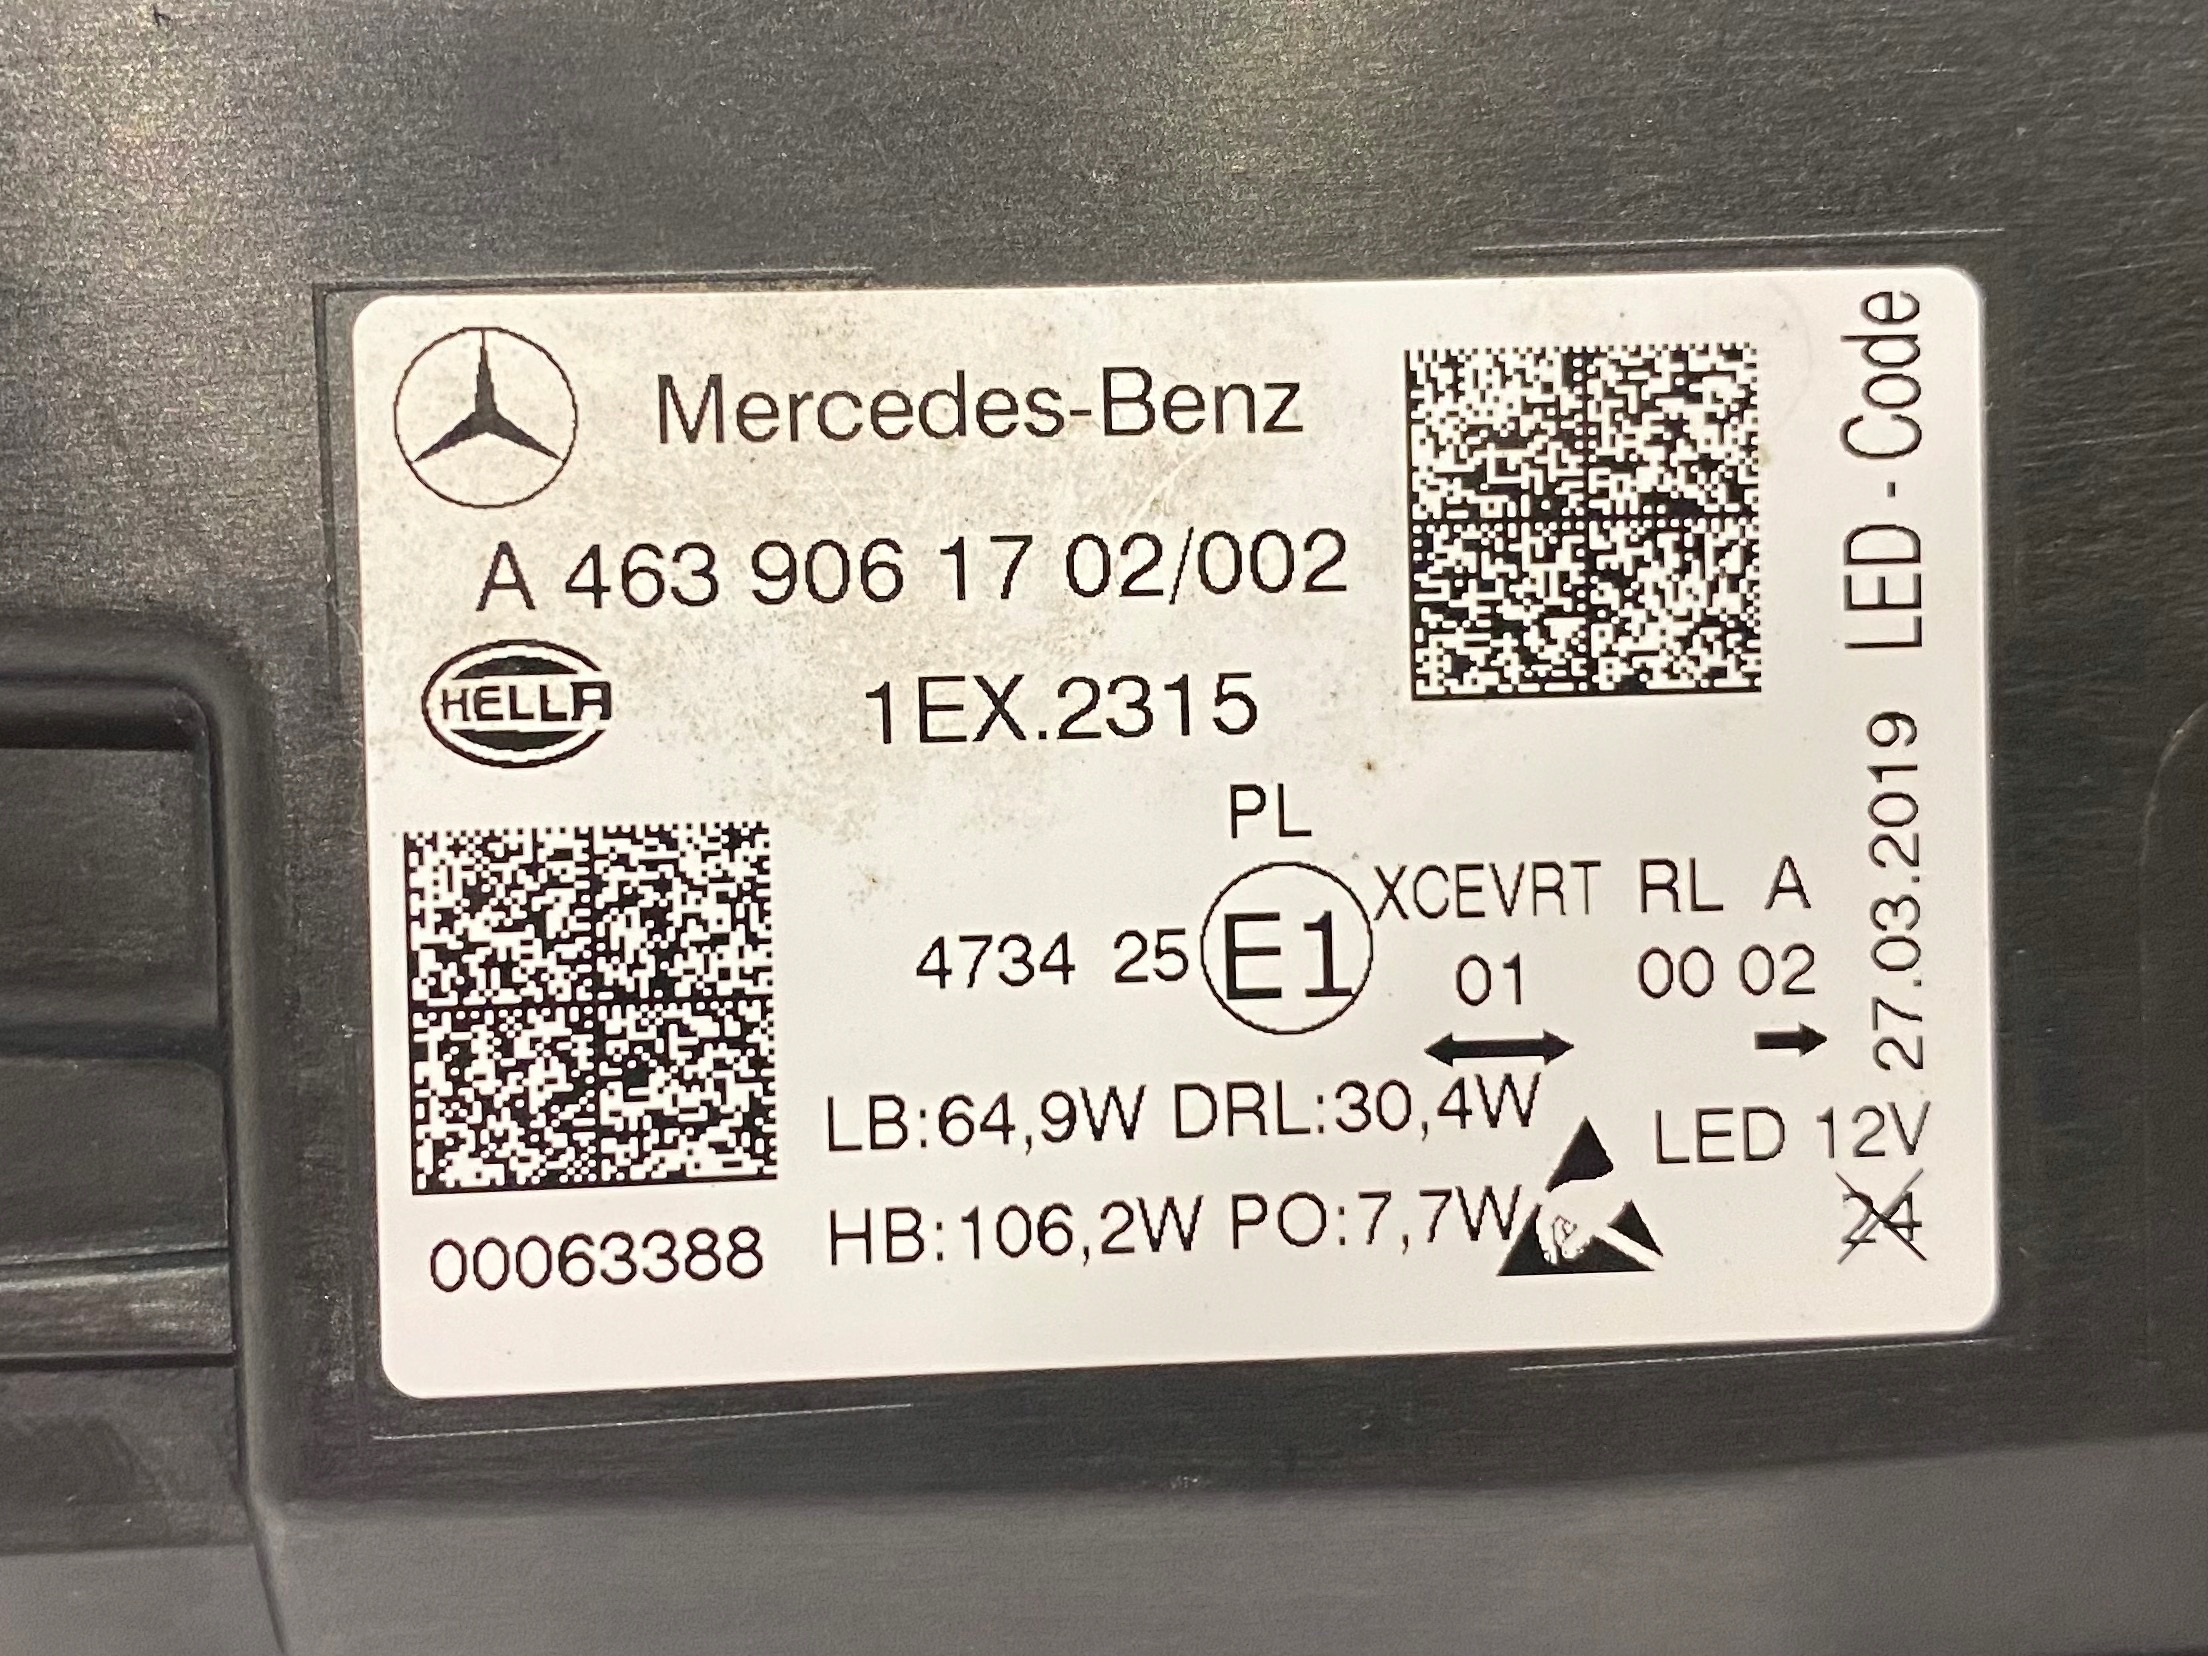 Mercedes-Benz
A 463 906 17 02/002
HELLA
1EX.2315
PL
XCEVRT RL A
4734 25 E1 01 00 02
LB:64,9W DRL:30,4W
LED 12V
HB:106,2W PO:7,7W
24
00063388
27.03.2019 LED - Code